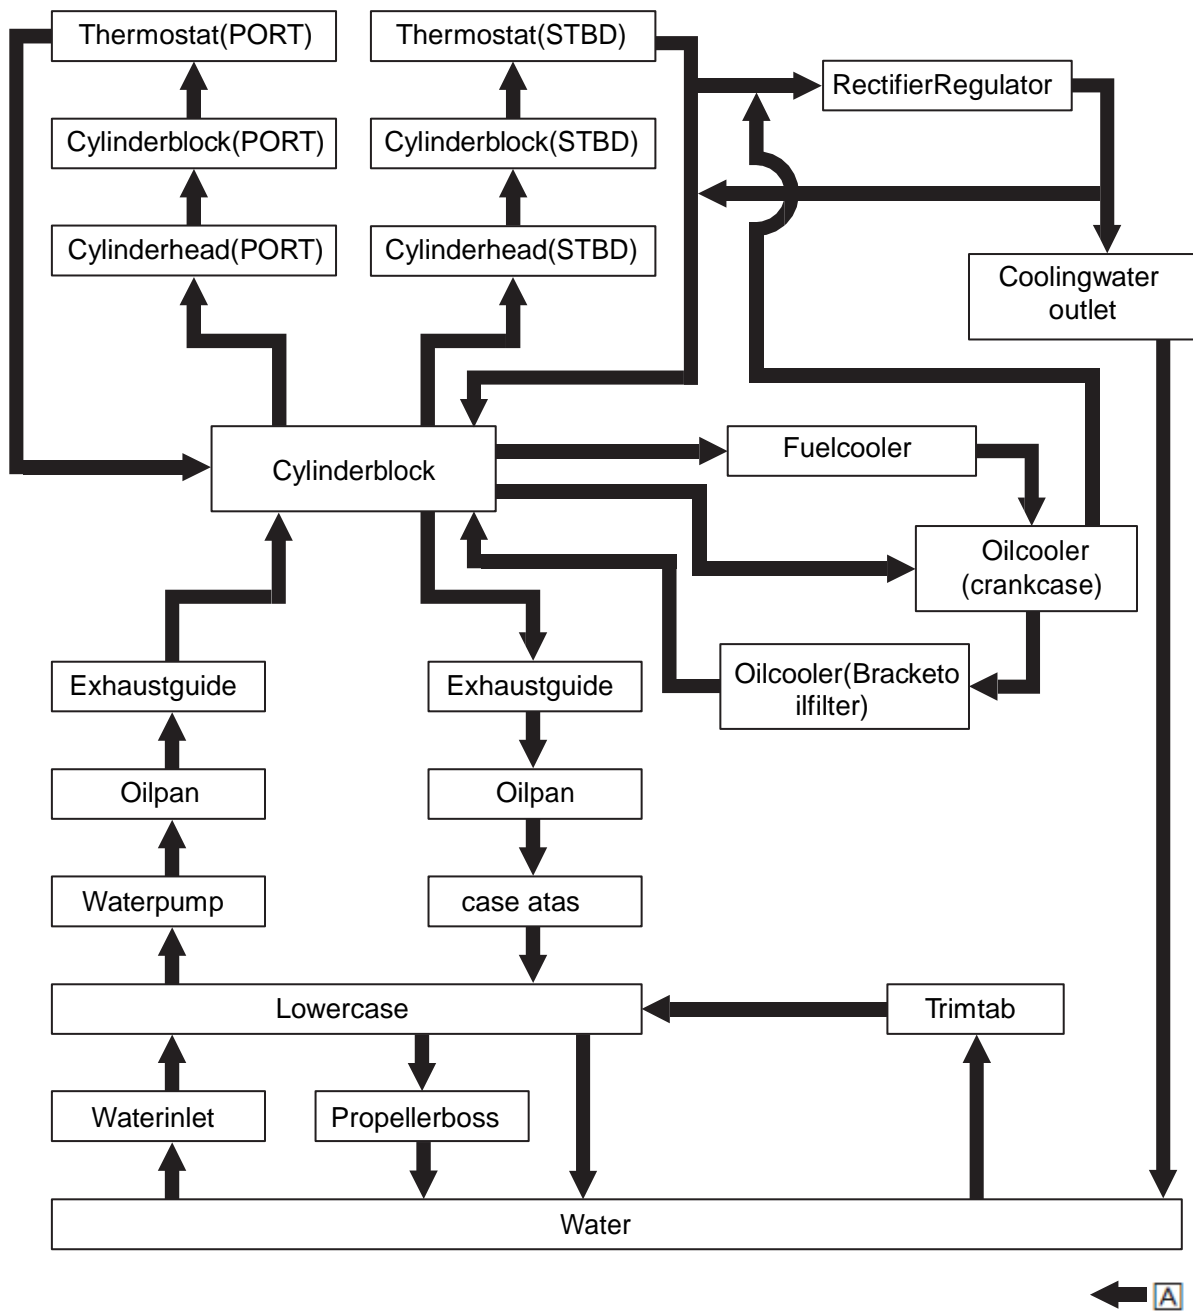 Thermostat(PORT)
Thermostat(STBD)
RectifierRegulator
Cylinderblock(PORT)
Cylinderblock(STBD)
Cylinderhead(PORT)
Cylinderhead(STBD)
Coolingwater
outlet
Cylinderblock
Fuelcooler
Oilcooler
(crankcase)
Exhaustguide
Exhaustguide
Oilcooler(Bracketo
ilfilter)
Oilpan
Oilpan
Waterpump
case atas
Lowercase
Trimtab
Waterinlet
Propellerboss
Water
A